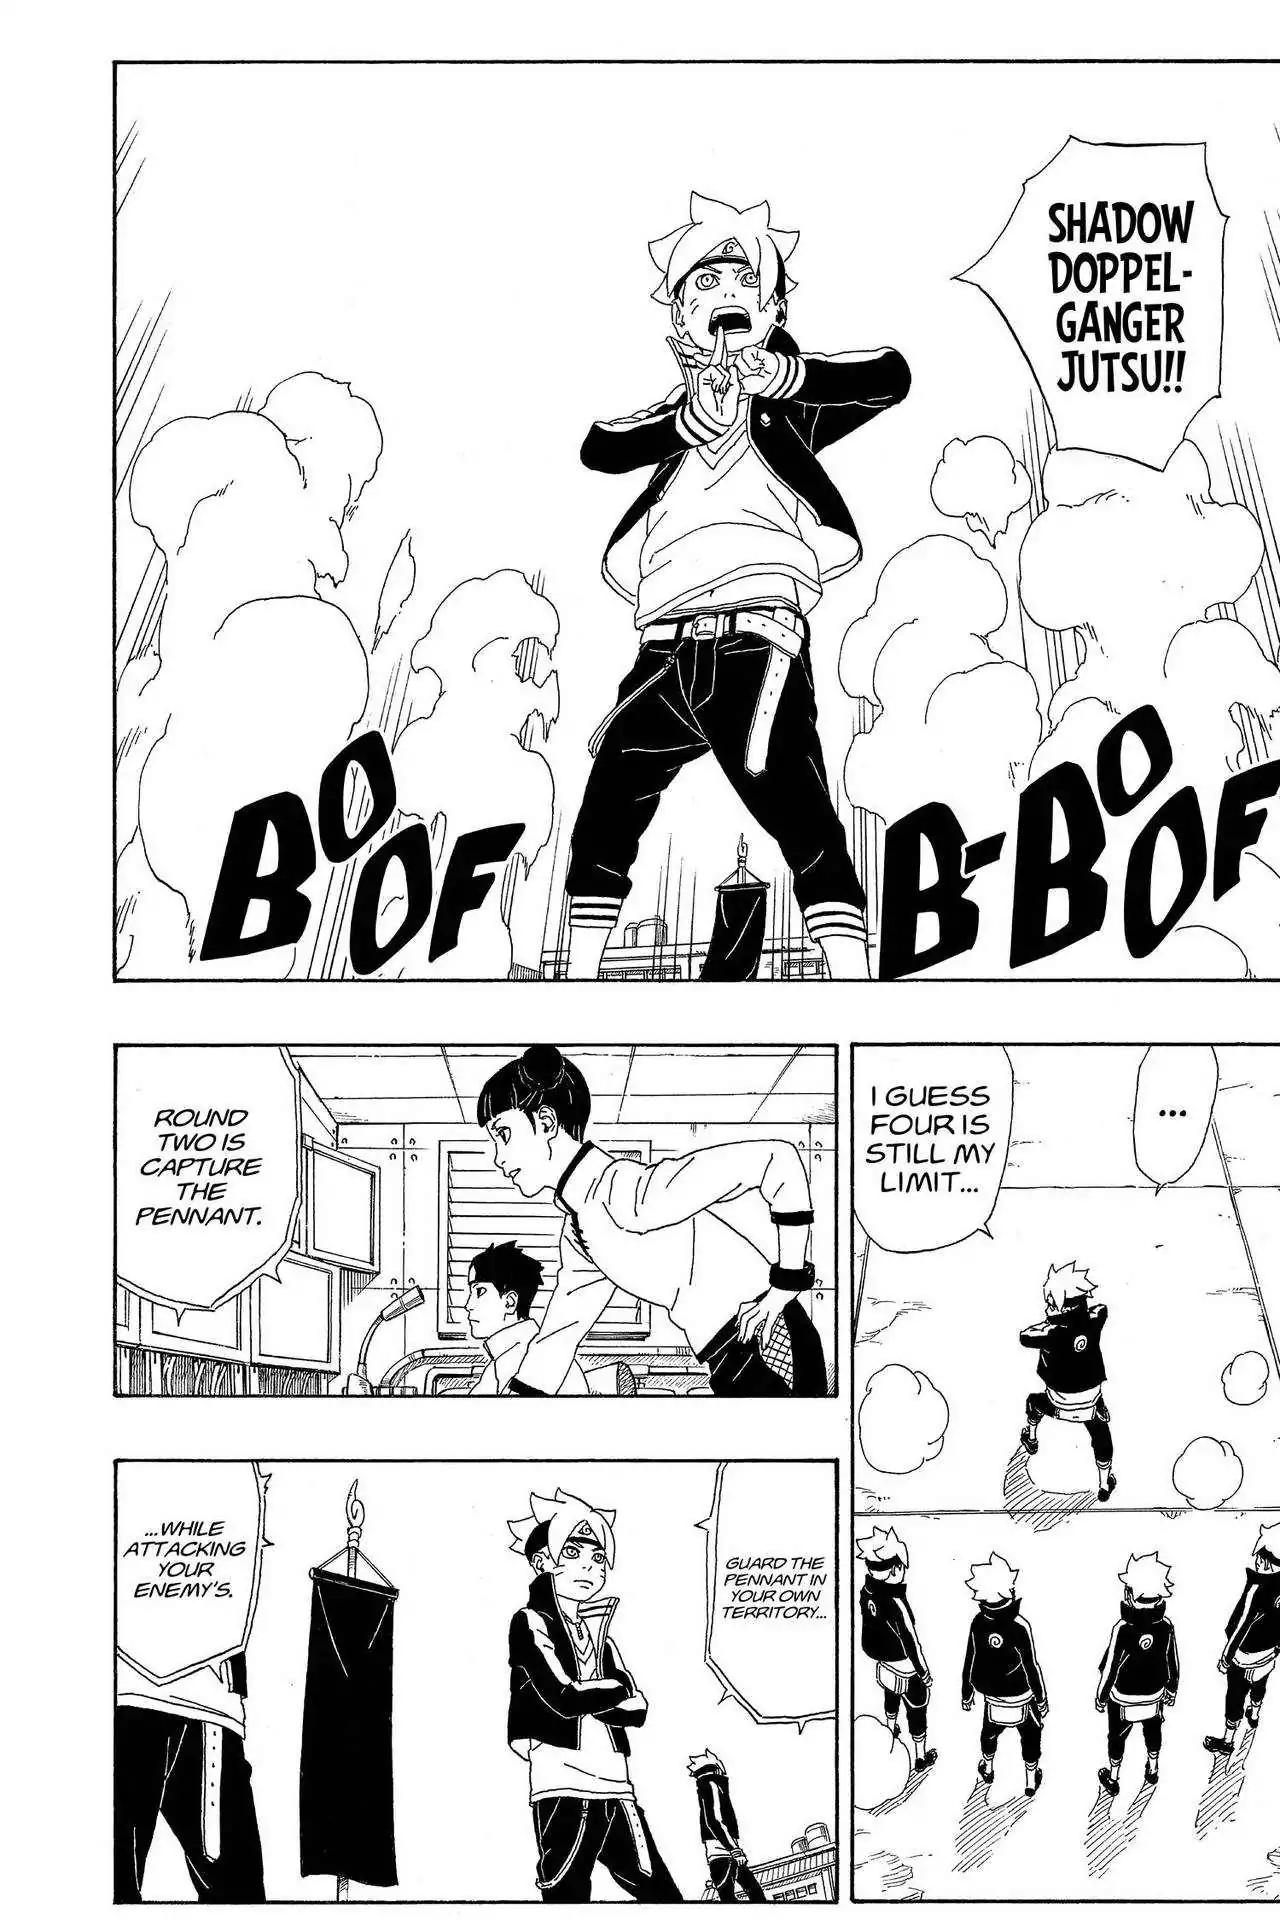 SHADOW
DOPPEL-
GANGER
JUTSU!!
B-BOOF
BOOF
...
I GUESS
FOUR IS
STILL MY
LIMIT...
ROUND
TWO IS
CAPTURE
THE
PENNANT.
GUARD THE
PENNANT IN
YOUR OWN
TERRITORY...
...WHILE
ATTACKING
YOUR
ENEMY'S.